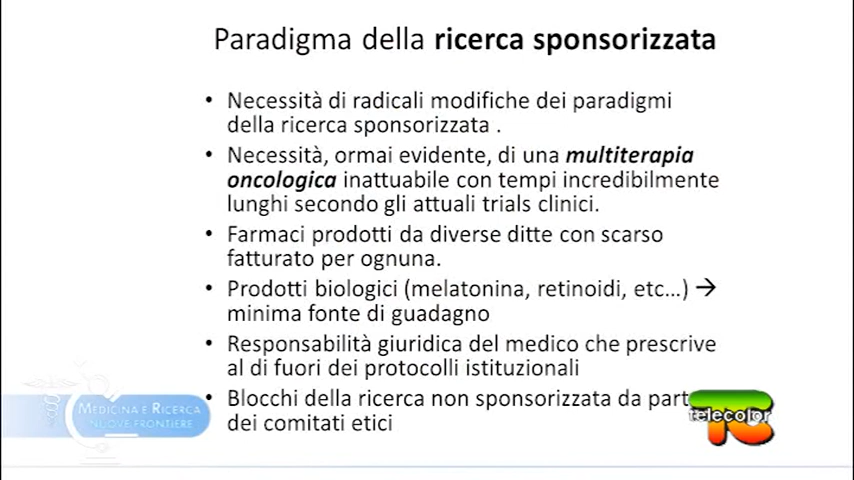 Paradigma della ricerca sponsorizzata
• Necessità di radicali modifiche dei paradigmi
della ricerca sponsorizzata .
• Necessità, ormai evidente, di una multiterapia
oncologica inattuabile con tempi incredibilmente
lunghi secondo gli attuali trials clinici.
• Farmaci prodotti da diverse ditte con scarso
fatturato per ognuna.
• Prodotti biologici (melatonina, retinoidi, etc...) →
minima fonte di guadagno
• Responsabilità giuridica del medico che prescrive
al di fuori dei protocolli istituzionali
• Blocchi della ricerca non sponsorizzata da part
dei comitati etici
MEDICINA E RICERCA
NUOVE FRONTIERE
telecolor